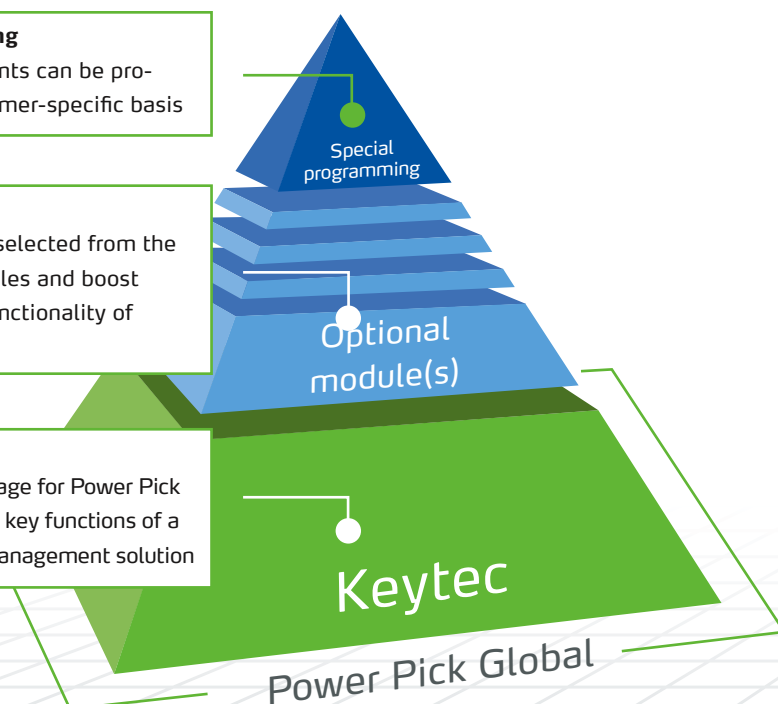 ng
nts can be pro-
mer-specific basis
Special
programming
selected from the
les and boost
nctionality of
Optional
module(s)
age for Power Pick
key functions of a
anagement solution
Keytec
Power Pick Global